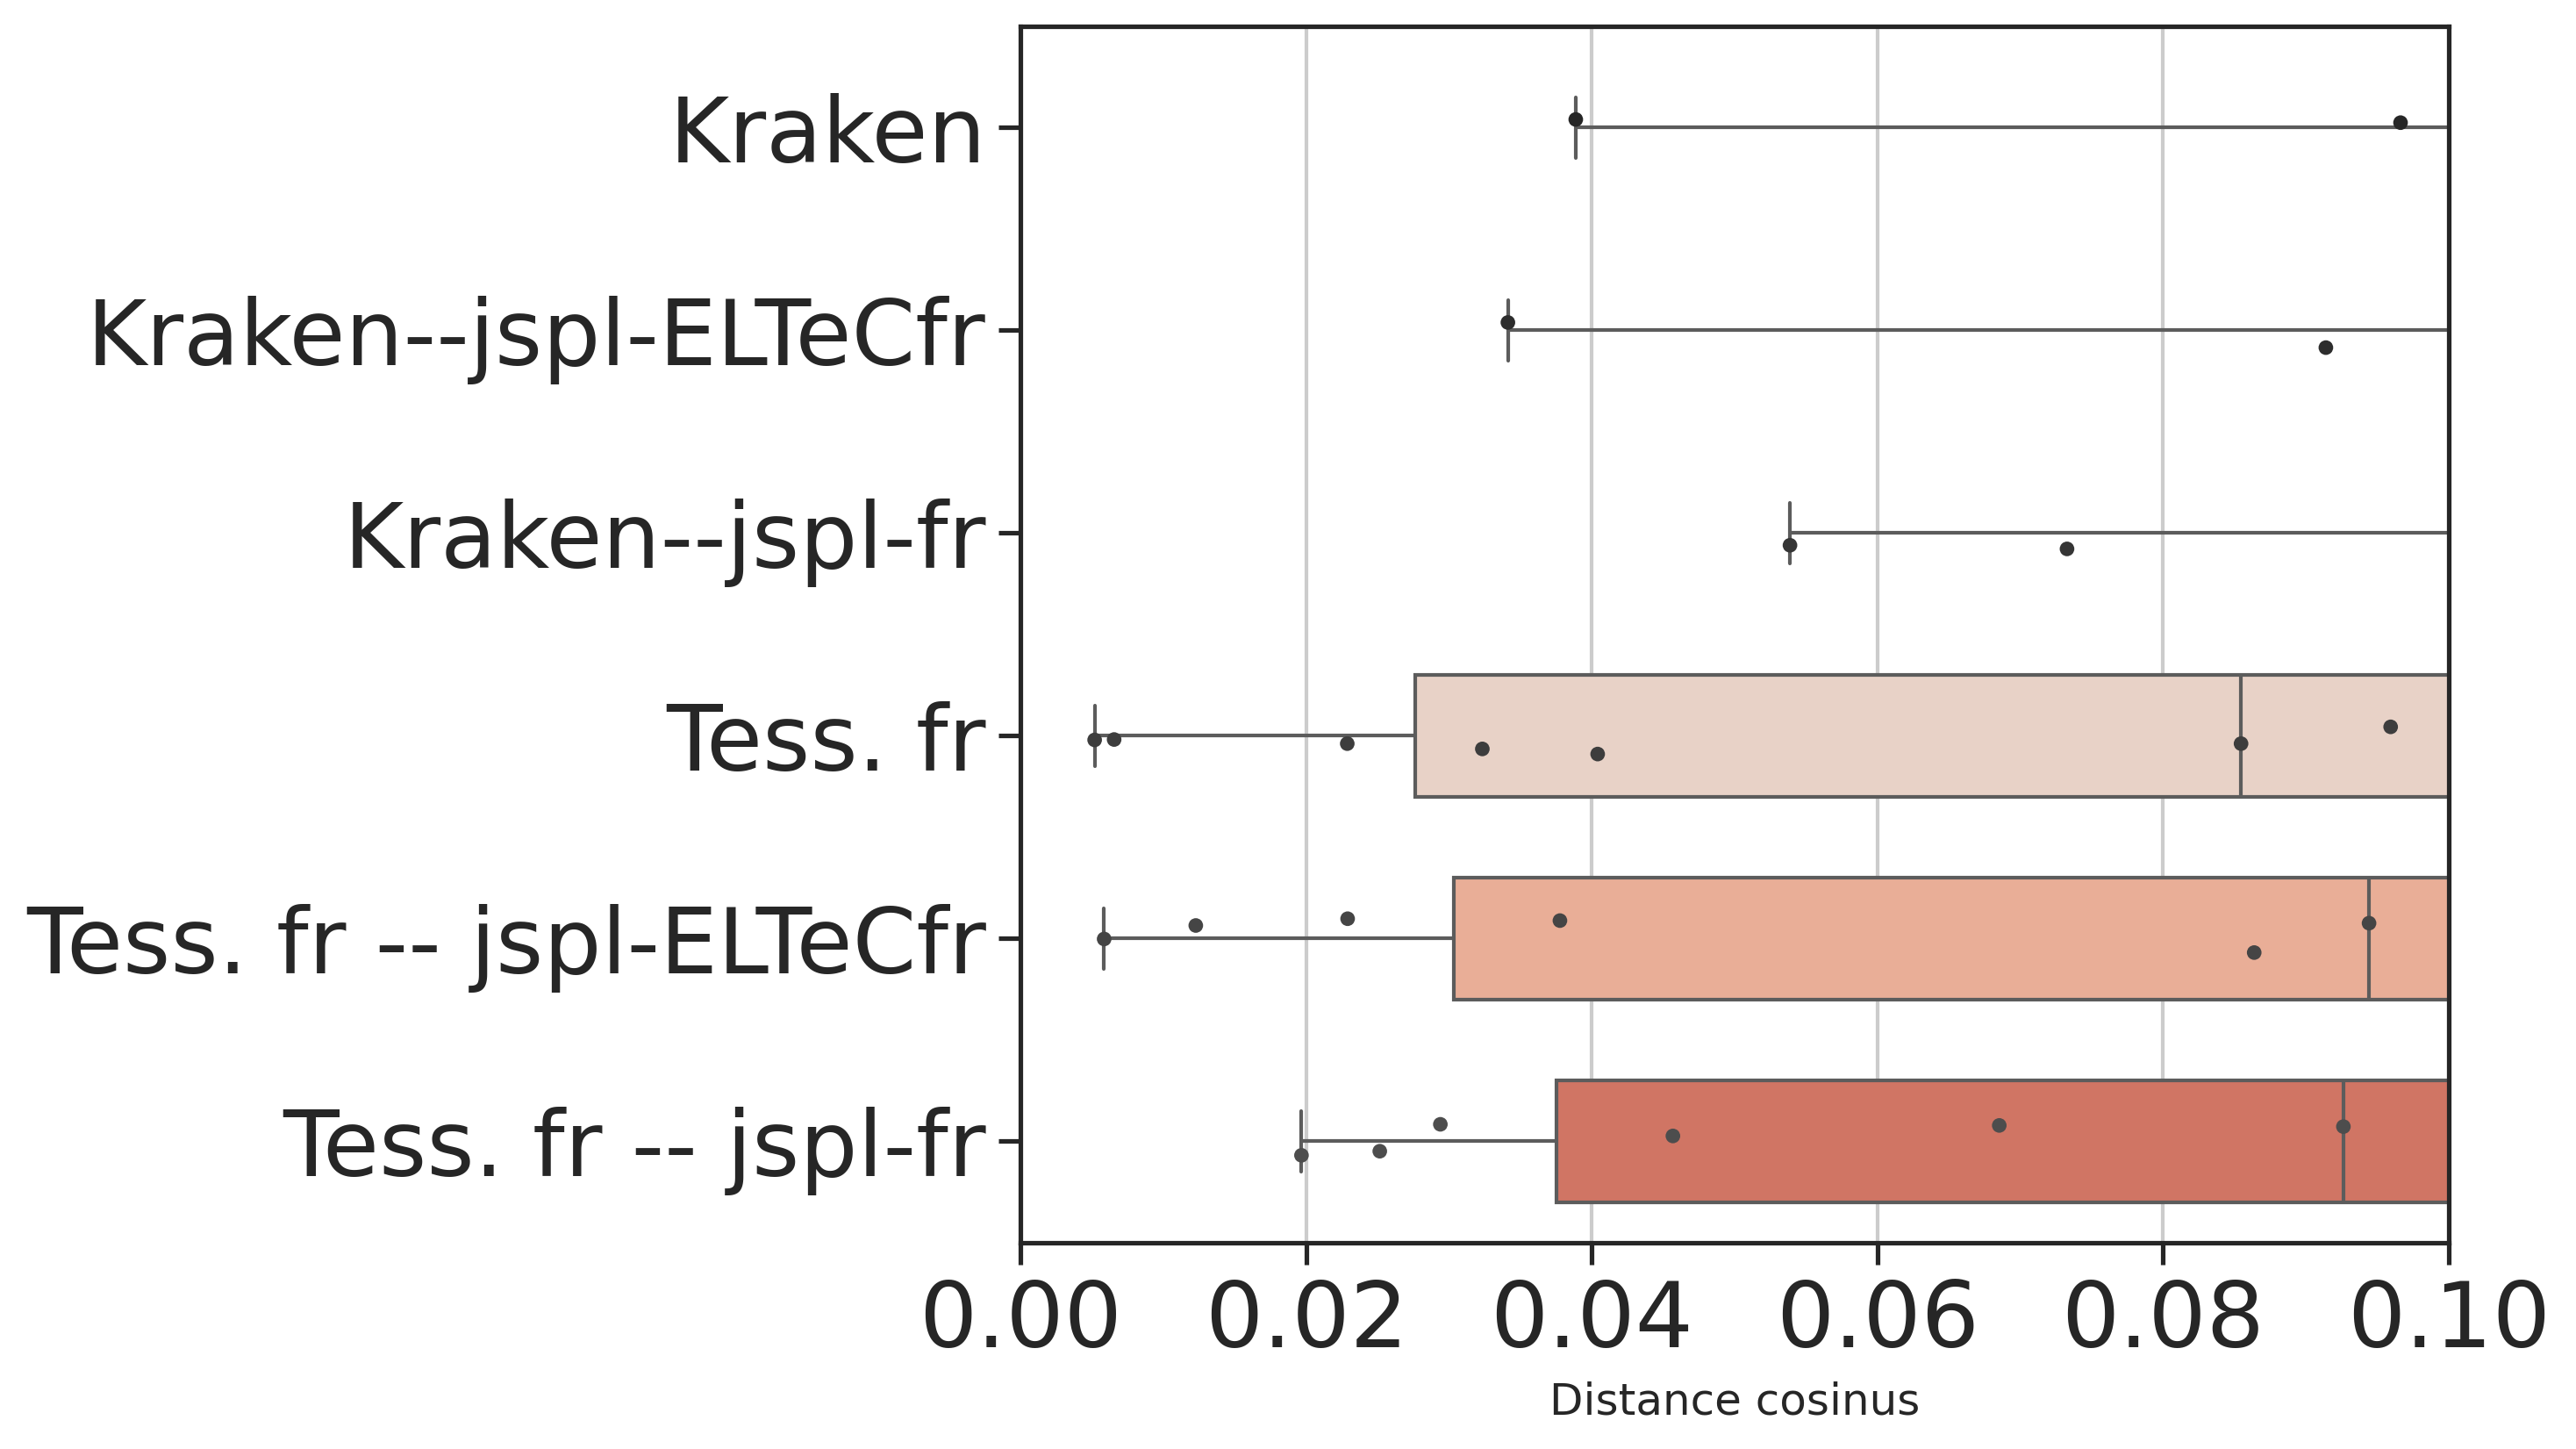 Kraken
Kraken--jspl-ELTeCfr
Kraken--jspl-fr
Tess. fr
Tess. fr -- jspl-ELTeCfr
Tess. fr -- jspl-fr
0.00 0.02 0.04 0.06 0.08 0.10
Distance cosinus